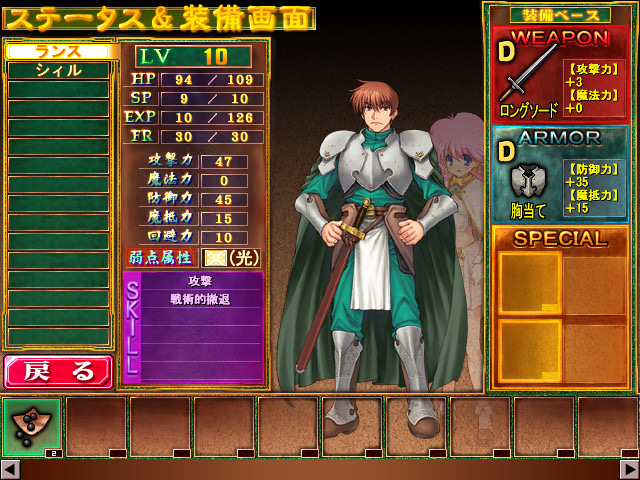 ステータス＆装備画面
ランス
シィル
戻る
LV 10
HP 94 / 109
SP 9 / 10
EXP 10 / 126
FR 30 / 30
攻撃力 47
魔法力 0
防御力 45
魔抵力 15
回避力 10
弱点属性 (光)
SKILL
攻撃
戦術的撤退
装備ベース
WEAPON
D
【攻撃力】
+3
【魔法力】
+0
ロングソード
ARMOR
D
【防御力】
+35
【魔抵力】
+15
胸当て
SPECIAL
2